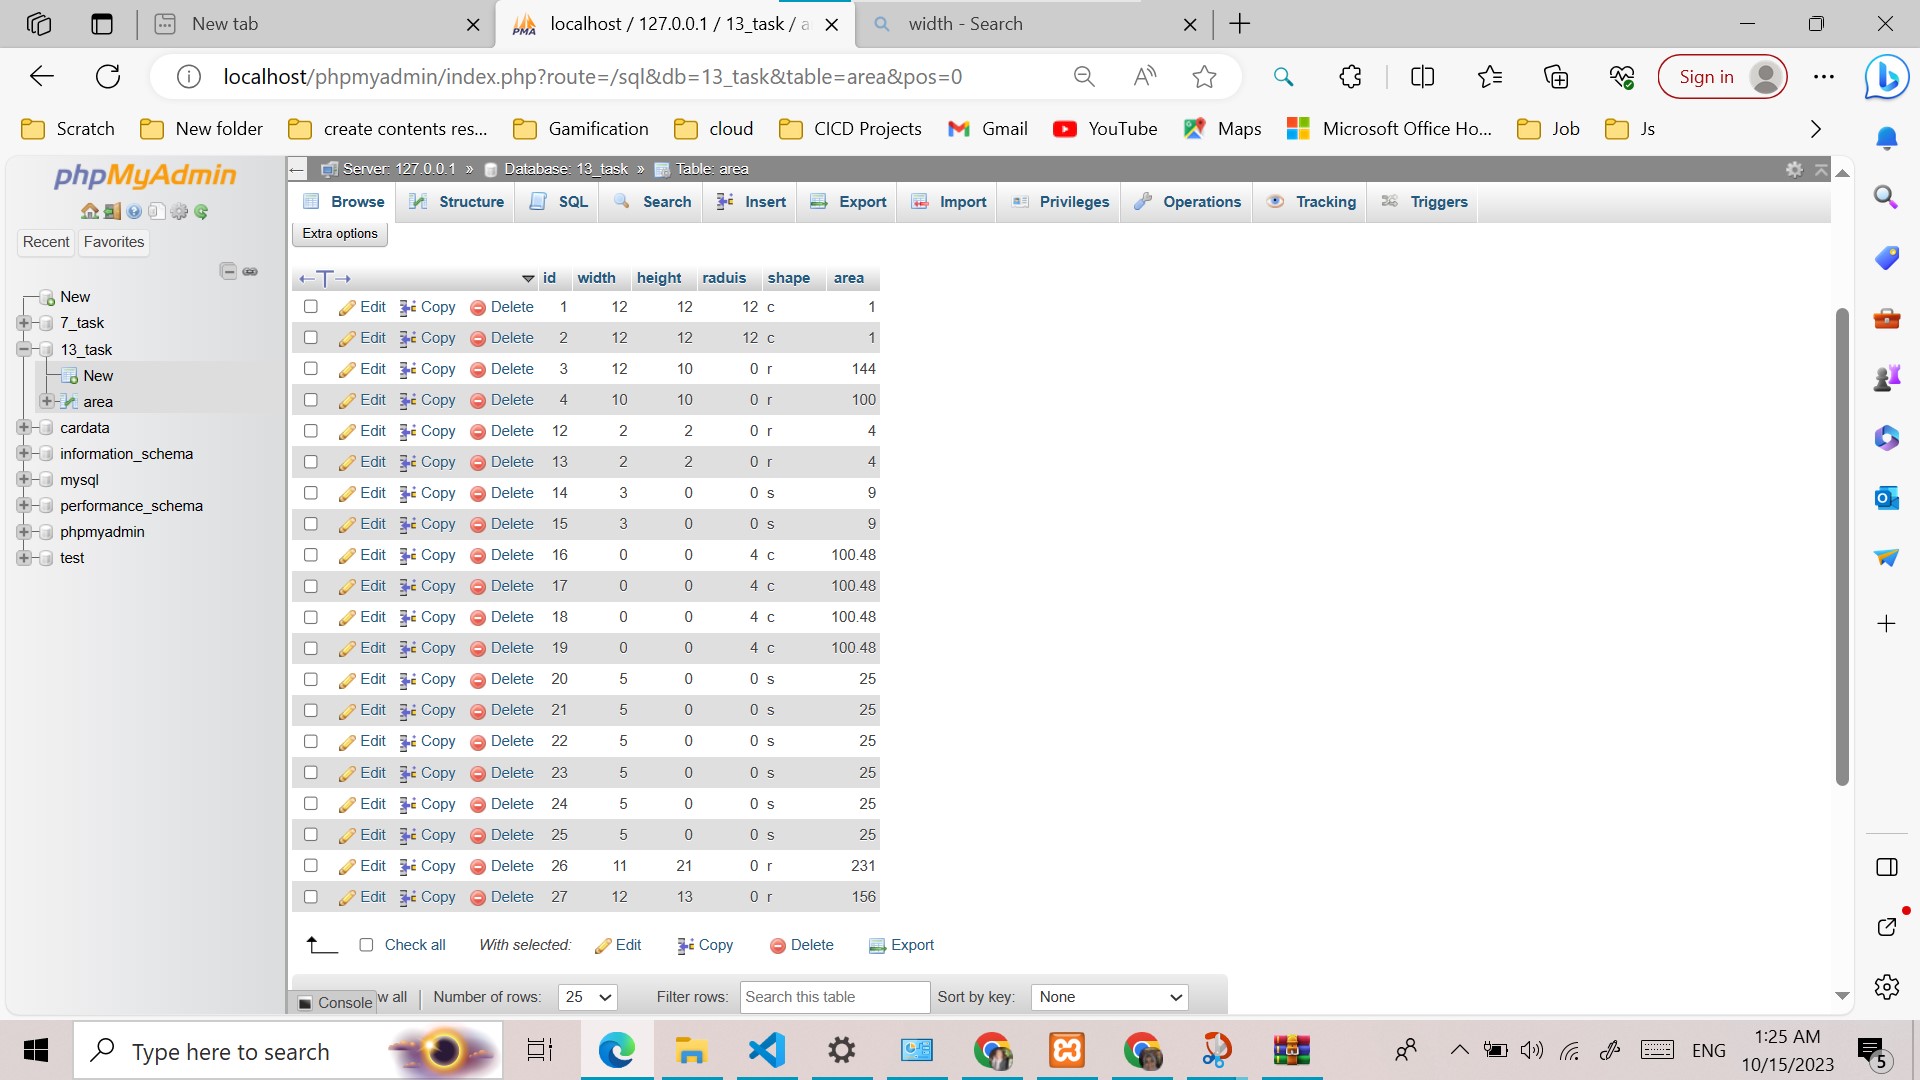 New tab
localhost / 127.0.0.1 / 13_task / a
width - Search
localhost/phpmyadmin/index.php?route=/sql&db=13_task&table=area&pos=0
Sign in
Scratch New folder create contents res... Gamification cloud CICD Projects Gmail YouTube Maps Microsoft Office Ho... Job Js
phpMyAdmin
Recent Favorites
New
7_task
13_task
New
area
cardata
information_schema
mysql
performance_schema
phpmyadmin
test
Server: 127.0.0.1 » Database: 13_task » Table: area
Browse Structure SQL Search Insert Export Import Privileges Operations Tracking Triggers
Extra options
id width height raduis shape area
Edit Copy Delete 1 12 12 12 c 1
Edit Copy Delete 2 12 12 12 c 1
Edit Copy Delete 3 12 10 0 r 144
Edit Copy Delete 4 10 10 0 r 100
Edit Copy Delete 12 2 2 0 r 4
Edit Copy Delete 13 2 2 0 r 4
Edit Copy Delete 14 3 0 0 s 9
Edit Copy Delete 15 3 0 0 s 9
Edit Copy Delete 16 0 0 4 c 100.48
Edit Copy Delete 17 0 0 4 c 100.48
Edit Copy Delete 18 0 0 4 c 100.48
Edit Copy Delete 19 0 0 4 c 100.48
Edit Copy Delete 20 5 0 0 s 25
Edit Copy Delete 21 5 0 0 s 25
Edit Copy Delete 22 5 0 0 s 25
Edit Copy Delete 23 5 0 0 s 25
Edit Copy Delete 24 5 0 0 s 25
Edit Copy Delete 25 5 0 0 s 25
Edit Copy Delete 26 11 21 0 r 231
Edit Copy Delete 27 12 13 0 r 156
Check all With selected: Edit Copy Delete Export
Console w all Number of rows: 25 Filter rows: Search this table Sort by key: None
Type here to search
ENG
1:25 AM
10/15/2023
5